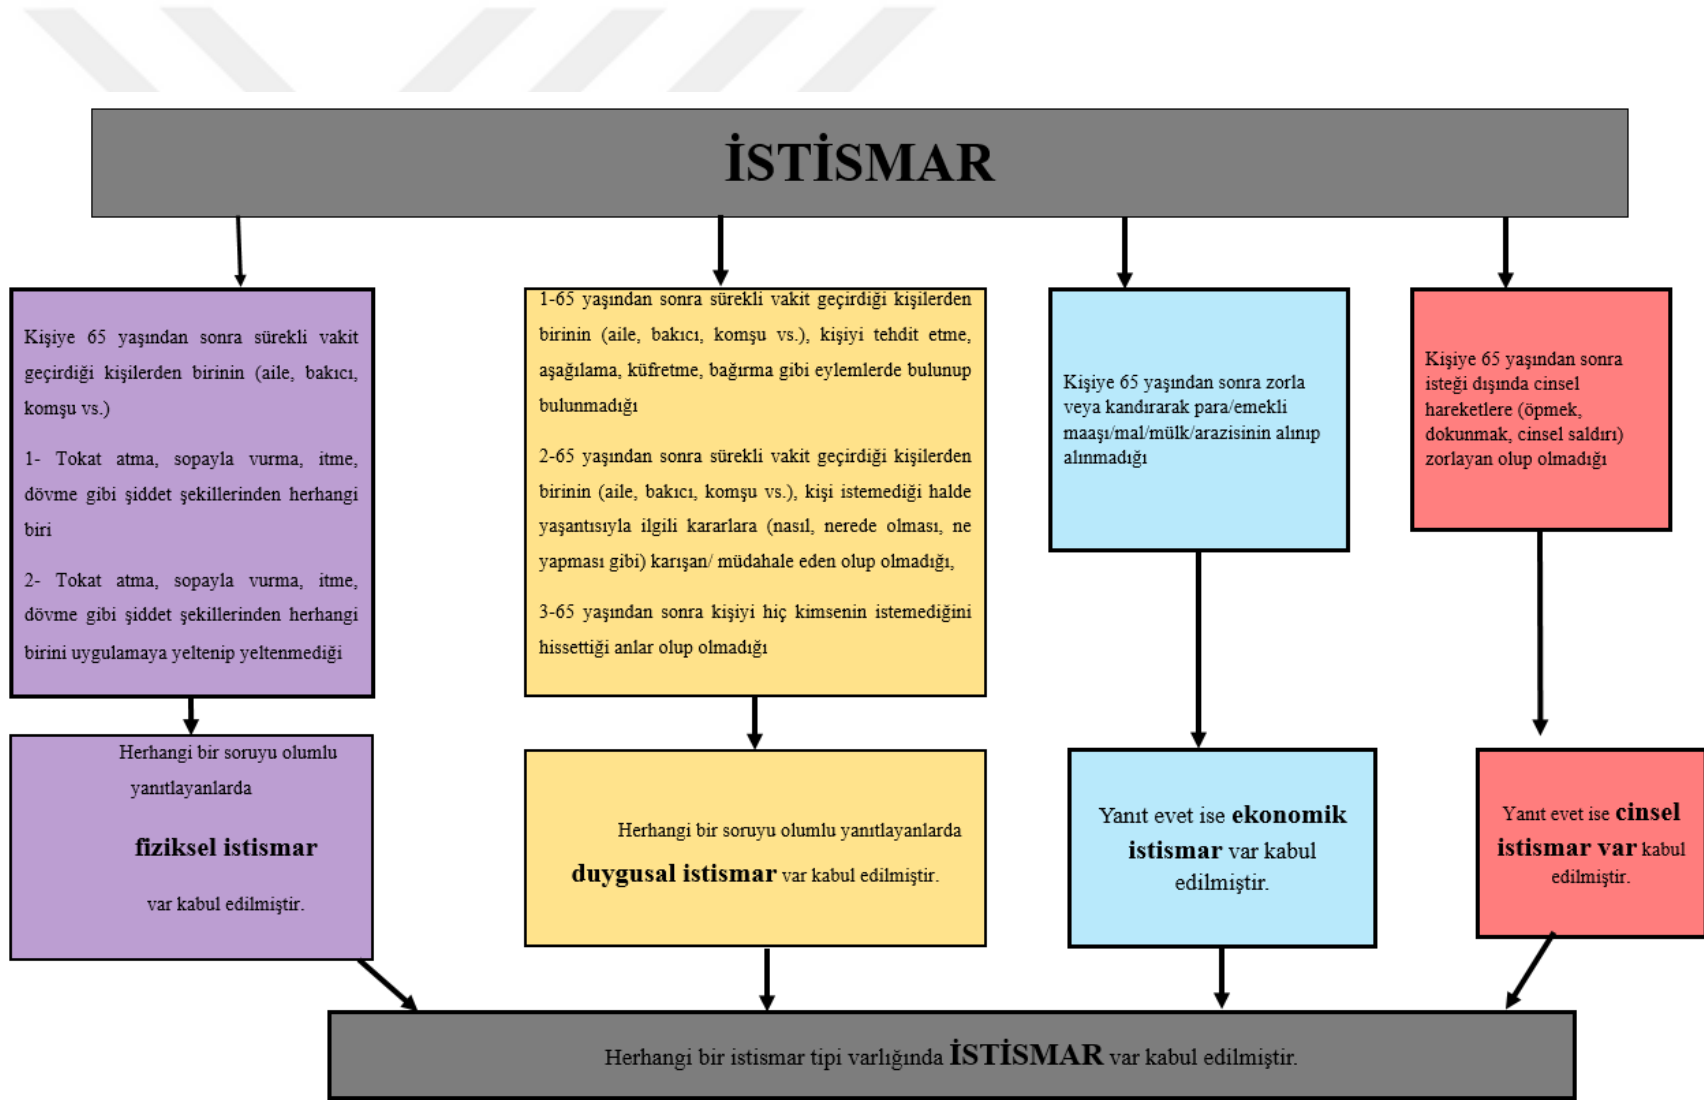 İSTİSMAR
Kişiye 65 yaşından sonra sürekli vakit
geçirdiği kişilerden birinin (aile, bakıcı,
komşu vs.)
1- Tokat atma, sopayla vurma, itme,
dövme gibi şiddet şekillerinden herhangi
biri
2- Tokat atma, sopayla vurma, itme,
dövme gibi şiddet şekillerinden herhangi
birini uygulamaya yeltenip yeltenmediği
1-65 yaşından sonra sürekli vakit geçirdiği kişilerden
birinin (aile, bakıcı, komşu vs.), kişiyi tehdit etme,
aşağılama, küfretme, bağırma gibi eylemlerde bulunup
bulunmadığı
2-65 yaşından sonra sürekli vakit geçirdiği kişilerden
birinin (aile, bakıcı, komşu vs.), kişi istemediği halde
yaşantısıyla ilgili kararlara (nasıl, nerede olması, ne
yapması gibi) karışan/ müdahale eden olup olmadığı,
3-65 yaşından sonra kişiyi hiç kimsenin istemediğini
hissettiği anlar olup olmadığı
Kişiye 65 yaşından sonra zorla
veya kandırarak para/emekli
maaşı/mal/mülk/arazisinin alınıp
alınmadığı
Kişiye 65 yaşından sonra
isteği dışında cinsel
hareketlere (öpmek,
dokunmak, cinsel saldırı)
zorlayan olup olmadığı
Herhangi bir soruyu olumlu
yanıtlayanlarda
fiziksel istismar
var kabul edilmiştir.
Herhangi bir soruyu olumlu yanıtlayanlarda
duygusal istismar var kabul edilmiştir.
Yanıt evet ise ekonomik
istismar var kabul
edilmiştir.
Yanıt evet ise cinsel
istismar var kabul
edilmiştir.
Herhangi bir istismar tipi varlığında İSTİSMAR var kabul edilmiştir.